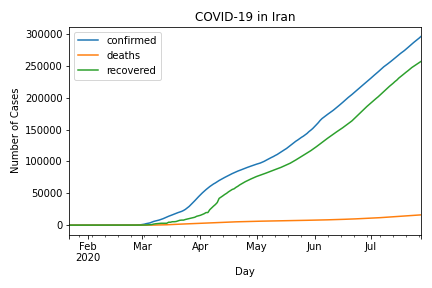 COVID-19 in Iran
confirmed
deaths
recovered
Number of Cases
300000
250000
200000
150000
100000
50000
0
Feb
2020
Mar
Apr
May
Jun
Jul
Day